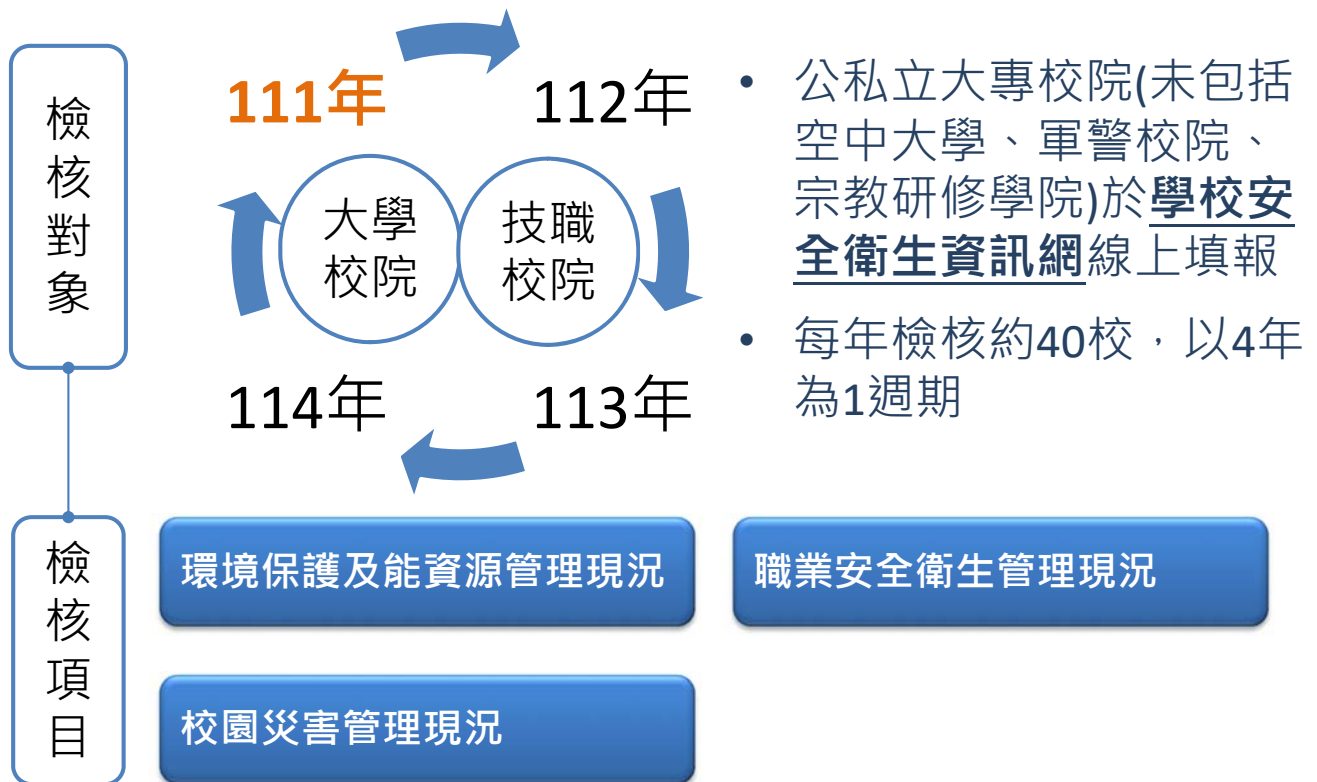 檢核對象
111年
112年
大學
校院
技職
校院
114年
113年
• 公私立大專校院(未包括
空中大學、軍警校院、
宗教研修學院)於學校安
全衛生資訊網線上填報
• 每年檢核約40校，以4年
為1週期
檢核項目
環境保護及能資源管理現況
職業安全衛生管理現況
校園災害管理現況